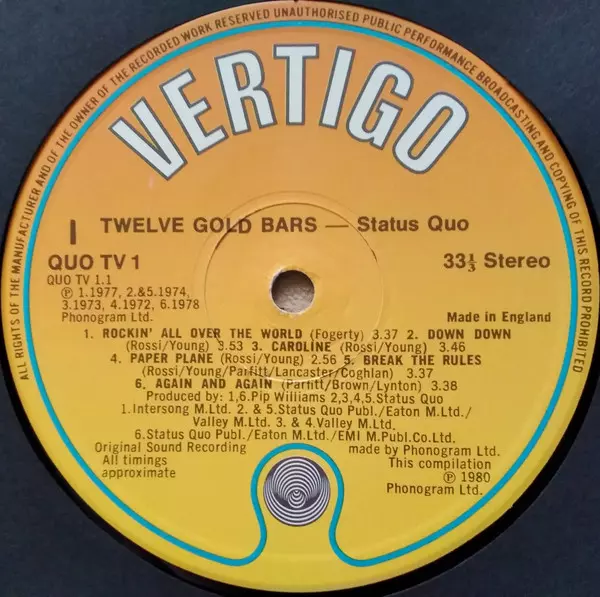 ALL RIGHTS OF THE MANUFACTURER AND OF THE OWNER OF THE RECORDED WORK RESERVED UNAUTHORISED PUBLIC PERFORMANCE BROADCASTING AND COPYING OF THIS RECORD PROHIBITED
VERTIGO
1 TWELVE GOLD BARS — Status Quo
QUO TV 1 33⅓ Stereo
QUO TV 1.1
℗ 1.1977, 2.&5.1974,
3.1973, 4.1972, 6.1978
Phonogram Ltd. Made in England
1. ROCKIN' ALL OVER THE WORLD (Fogerty) 3.37 2. DOWN DOWN
(Rossi/Young) 3.53 3. CAROLINE (Rossi/Young) 3.46
4. PAPER PLANE (Rossi/Young) 2.56 5. BREAK THE RULES
(Rossi/Young/Parfitt/Lancaster/Coghlan) 3.37
6. AGAIN AND AGAIN (Parfitt/Brown/Lynton) 3.38
Produced by: 1,6.Pip Williams 2,3,4,5.Status Quo
1.Intersong M.Ltd. 2. & 5.Status Quo Publ./Eaton M.Ltd./
Valley M.Ltd. 3. & 4.Valley M.Ltd.
6.Status Quo Publ./Eaton M.Ltd./EMI M.Publ.Co.Ltd.
Original Sound Recording made by Phonogram Ltd.
All timings This compilation
approximate ℗ 1980
Phonogram Ltd.